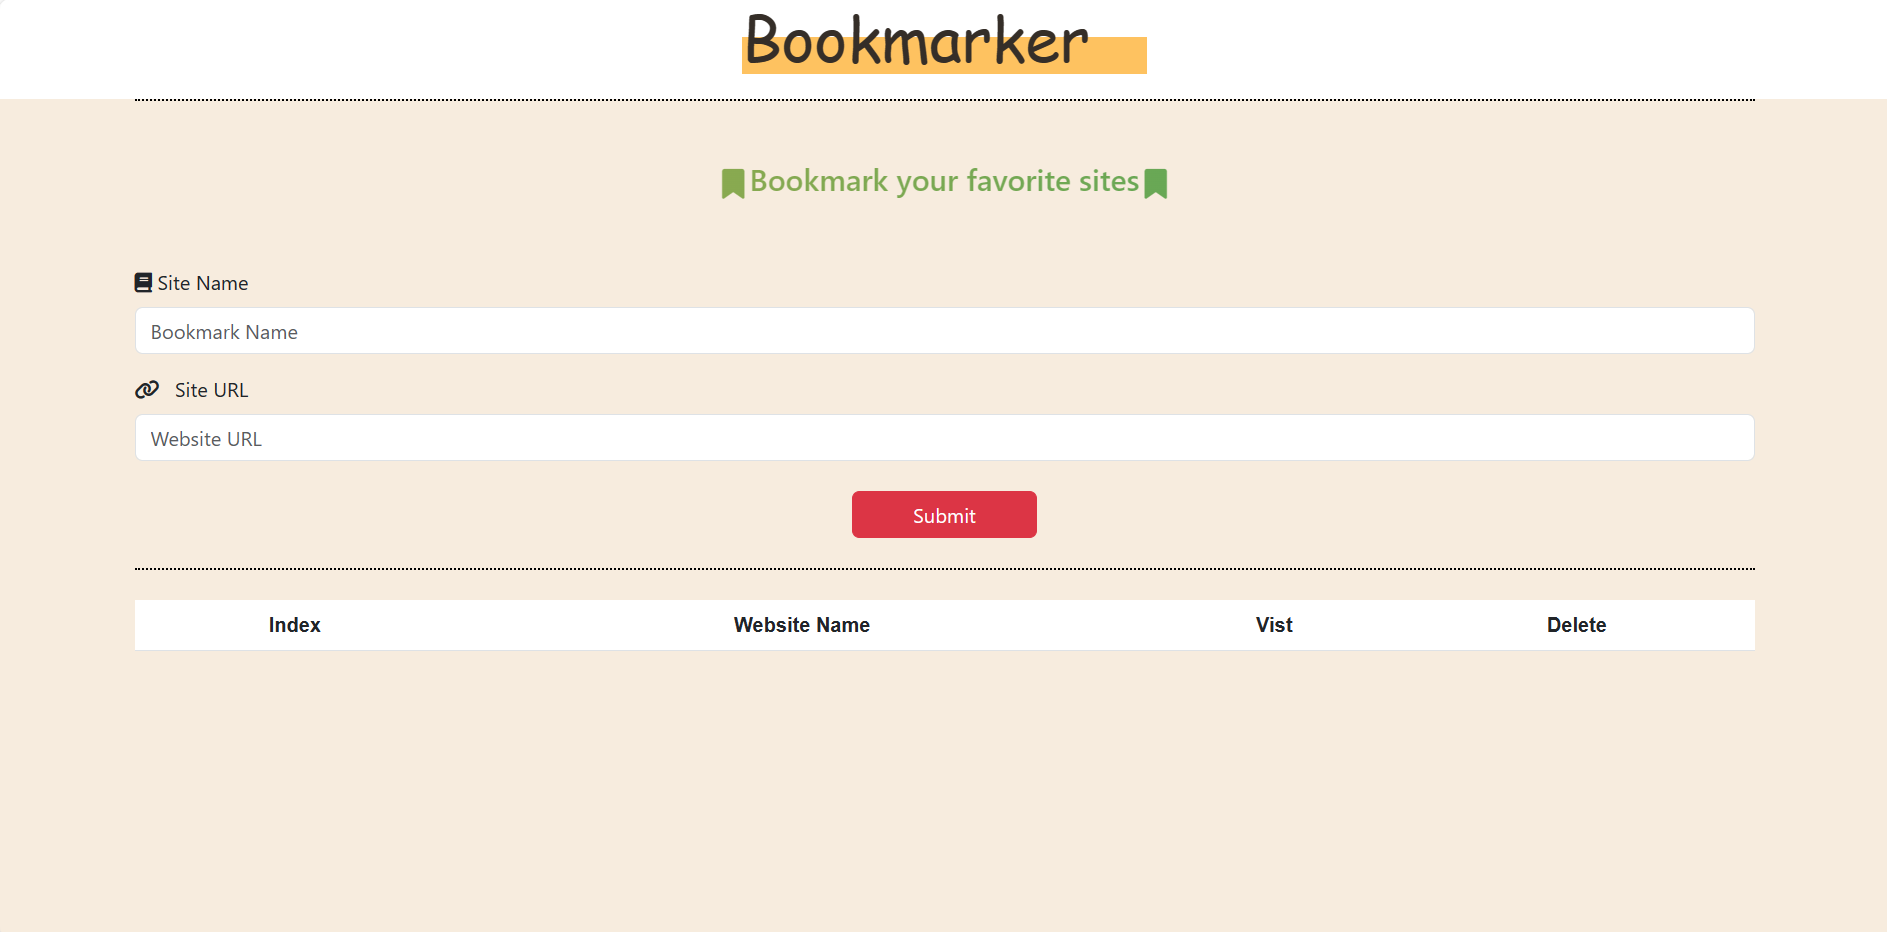 Bookmarker
Bookmark your favorite sites
Site Name
Bookmark Name
Site URL
Website URL
Submit
Index Website Name Vist Delete